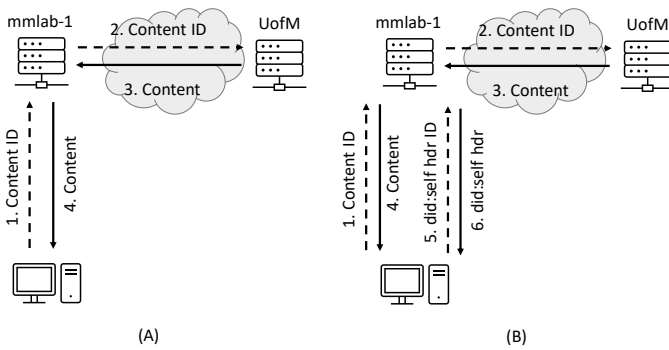 mmlab-1
UofM
2. Content ID
3. Content
1. Content ID
4. Content
(A)
mmlab-1
UofM
2. Content ID
3. Content
1. Content ID
4. Content
5. did:self hdr ID
6. did:self hdr
(B)